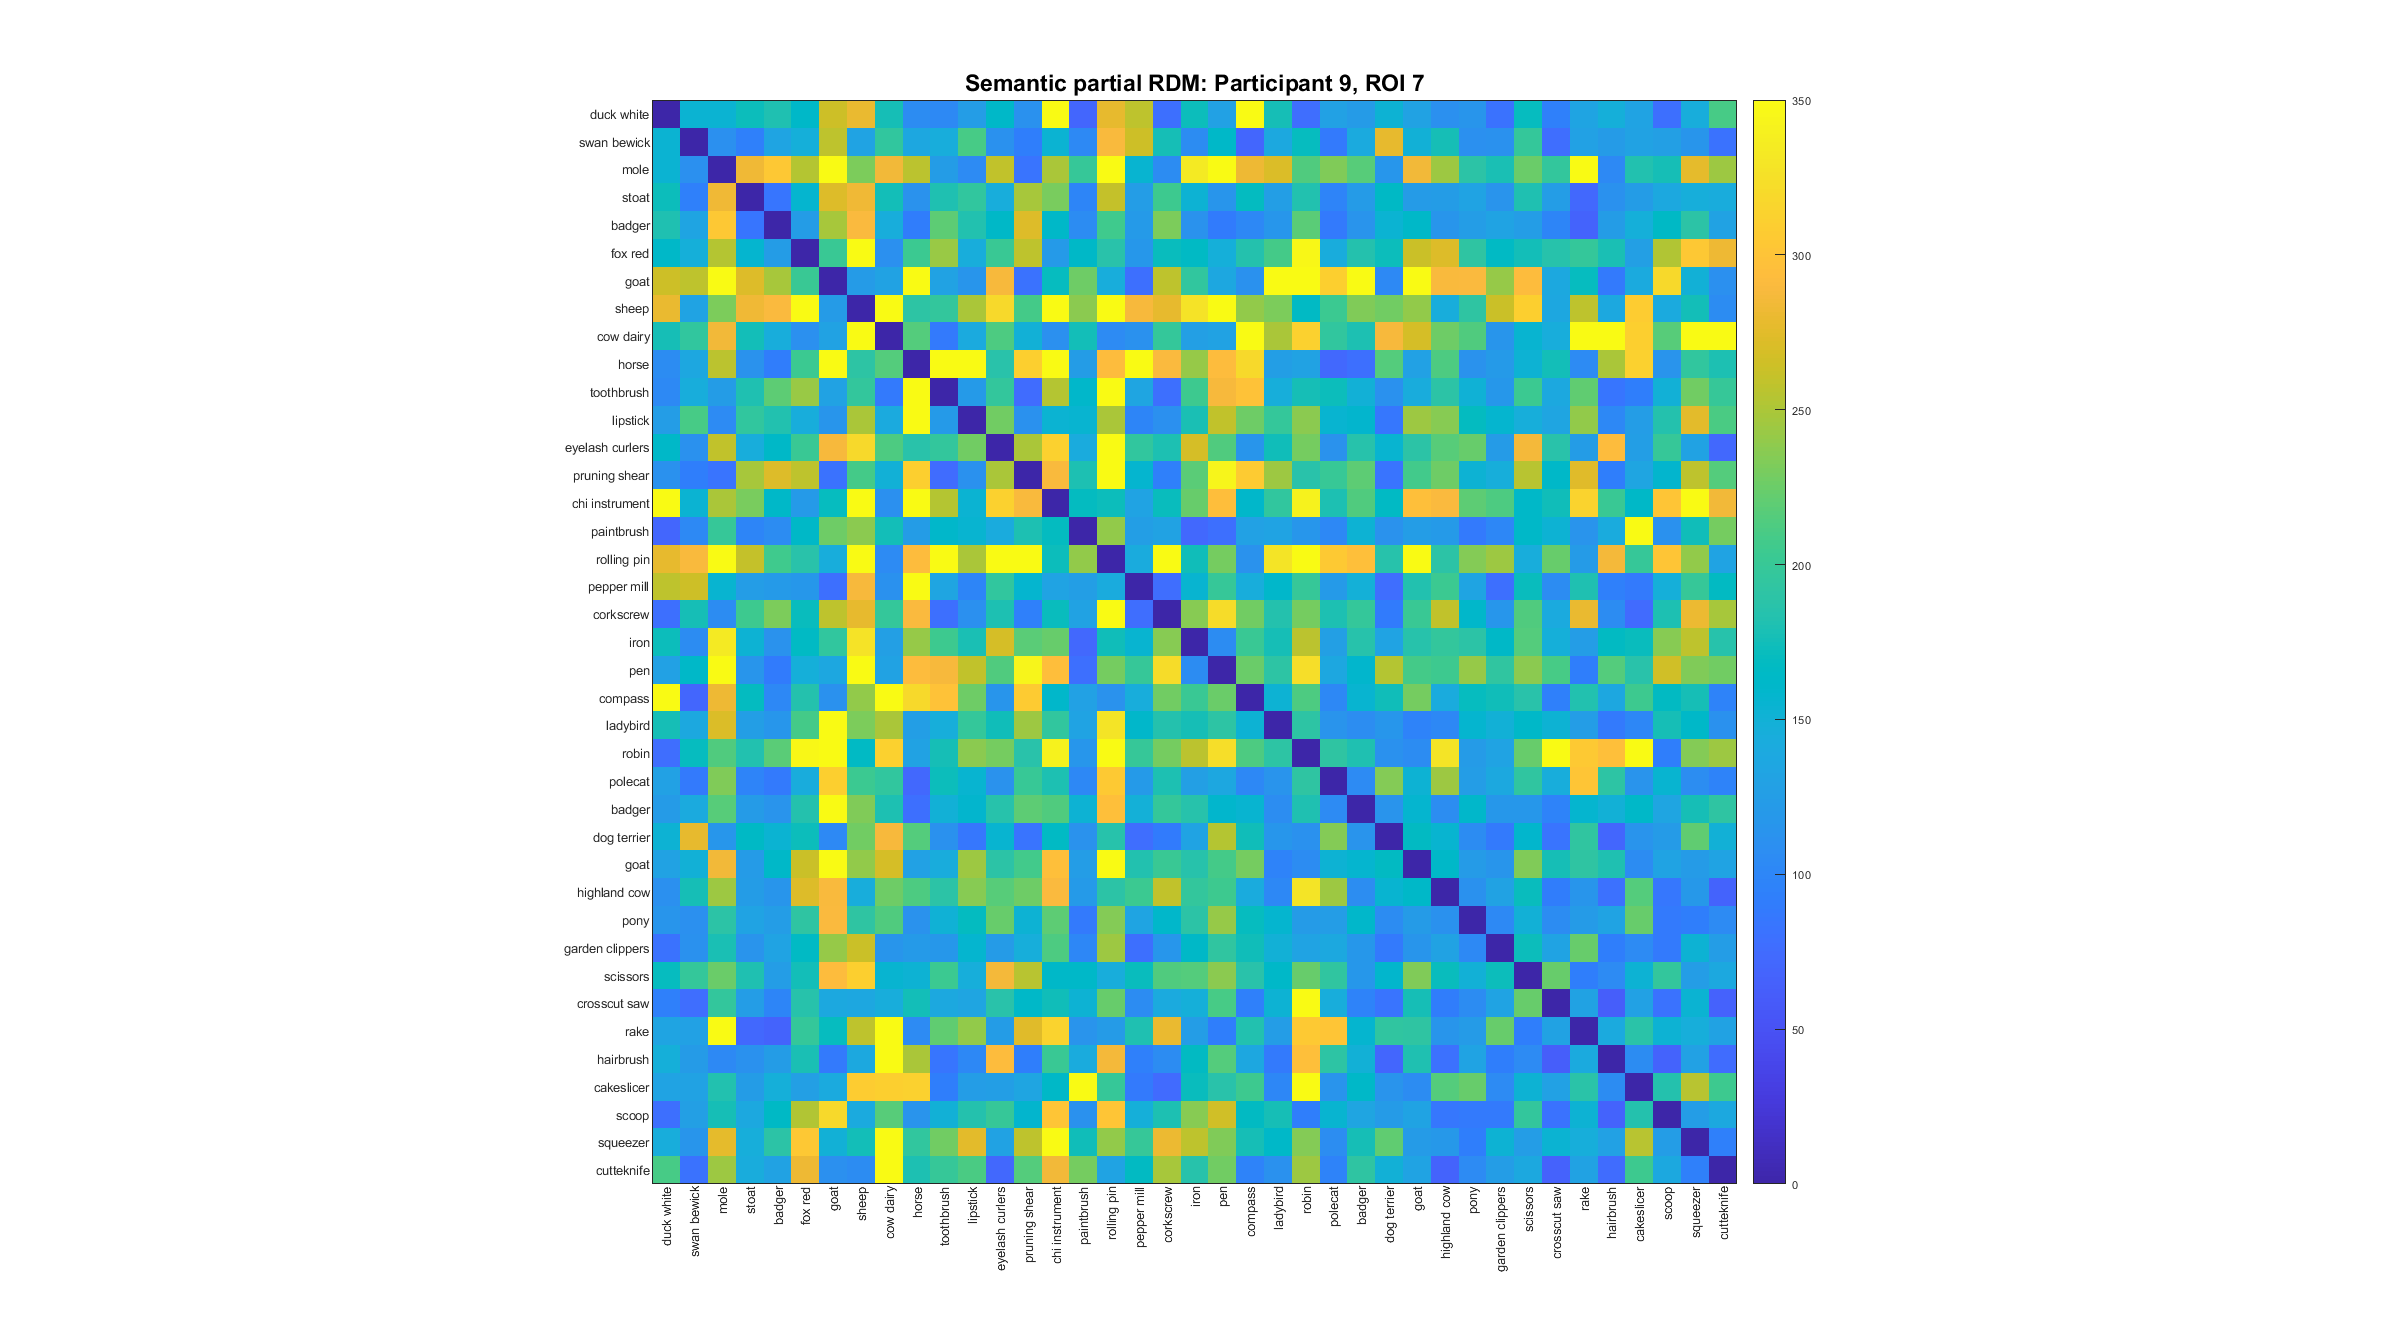 Semantic partial RDM: Participant 9, ROI 7
duck white
swan bewick
mole
stoat
badger
fox red
goat
sheep
cow dairy
horse
toothbrush
lipstick
eyelash curlers
pruning shear
chi instrument
paintbrush
rolling pin
pepper mill
corkscrew
iron
pen
compass
ladybird
robin
polecat
badger
dog terrier
goat
highland cow
pony
garden clippers
scissors
crosscut saw
rake
hairbrush
cakeslicer
scoop
squeezer
cutteknife
350
300
250
200
150
100
50
0
duck white
swan bewick
mole
stoat
badger
fox red
goat
sheep
cow dairy
horse
toothbrush
lipstick
eyelash curlers
pruning shear
chi instrument
paintbrush
rolling pin
pepper mill
corkscrew
iron
pen
compass
ladybird
robin
polecat
badger
dog terrier
goat
highland cow
pony
garden clippers
scissors
crosscut saw
rake
hairbrush
cakeslicer
scoop
squeezer
cutteknife